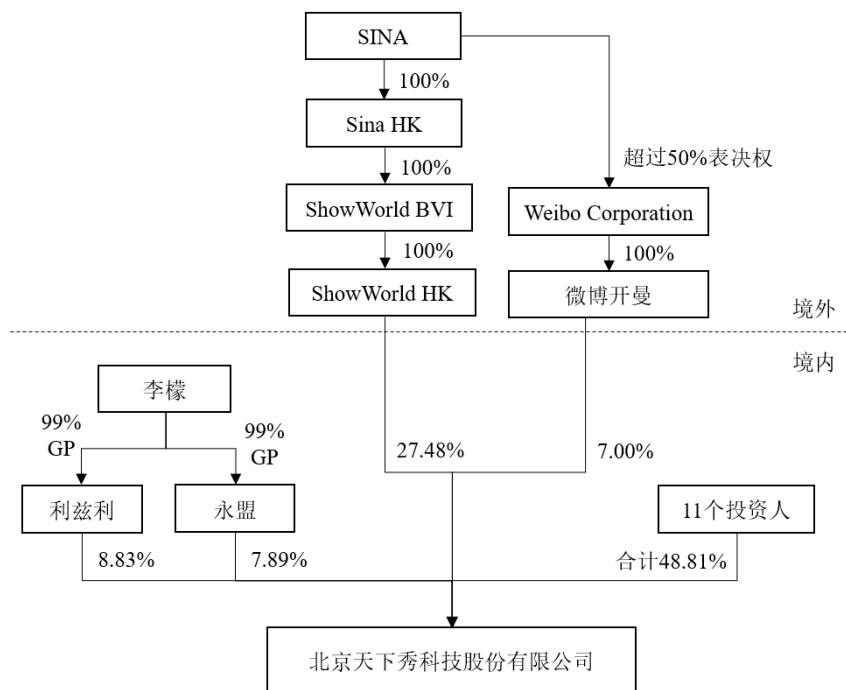 SINA
100%
Sina HK
100%
超过50%表决权
ShowWorld BVI
Weibo Corporation
100%
100%
ShowWorld HK
微博开曼
境外
境内
李檬
99%
GP
99%
GP
27.48%
7.00%
利兹利
永盟
11个投资人
8.83%
7.89%
合计48.81%
北京天下秀科技股份有限公司